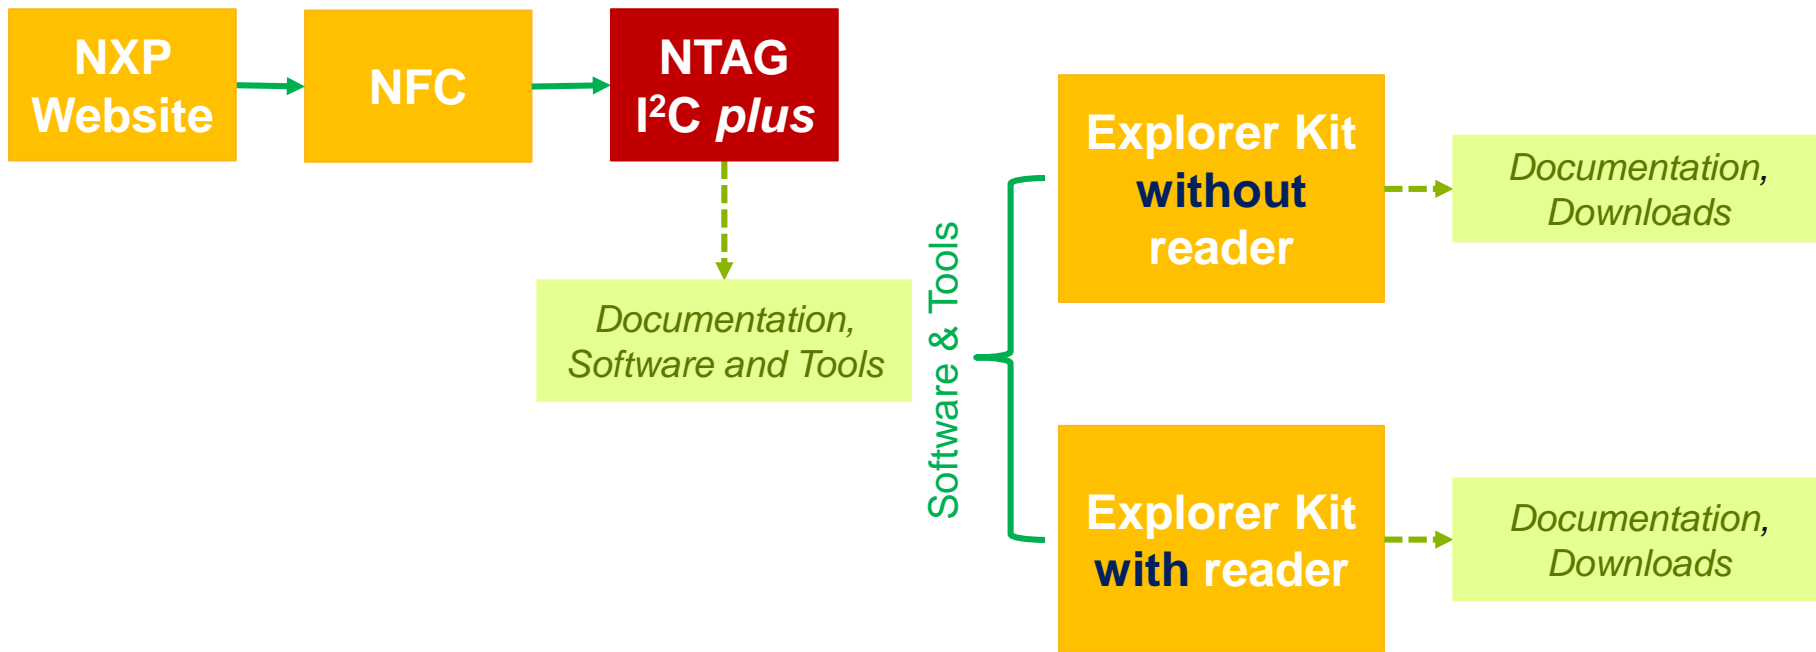 NXP
Website
NFC
NTAG
I²C plus
Documentation,
Software and Tools
Software & Tools
Explorer Kit
without
reader
Documentation,
Downloads
Explorer Kit
with reader
Documentation,
Downloads